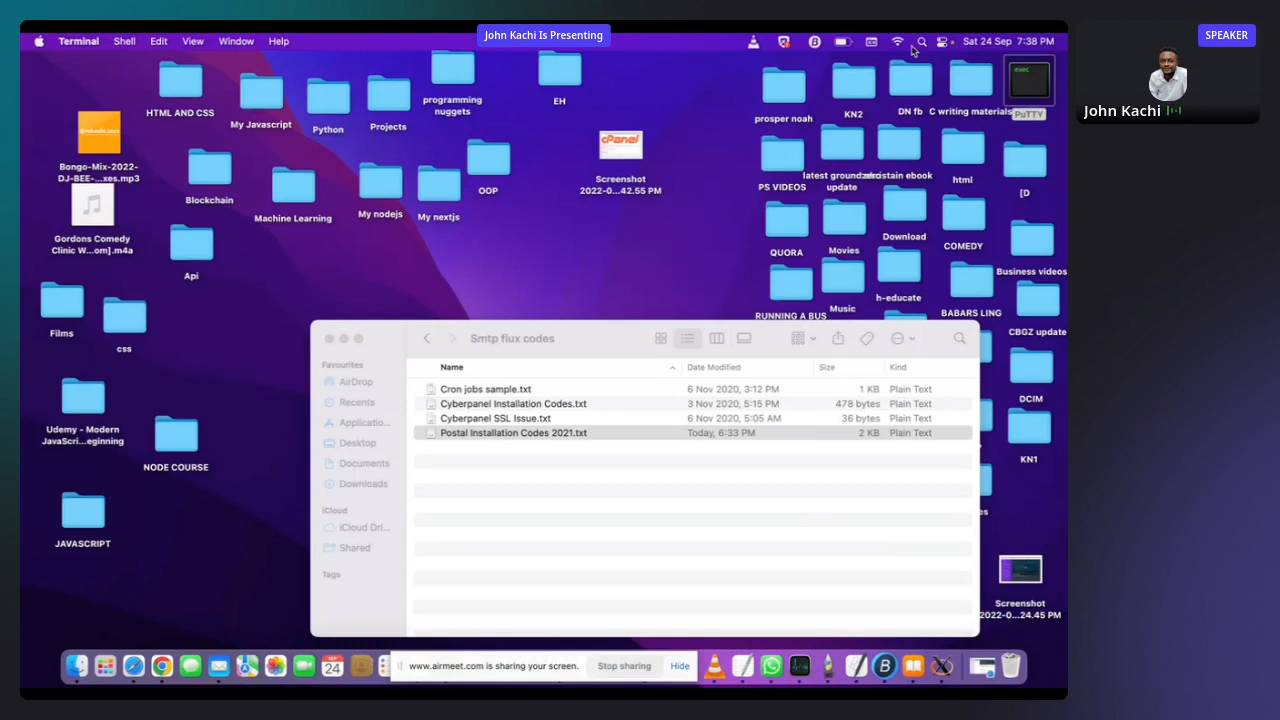 John Kachi Is Presenting
SPEAKER
John Kachi
Terminal Shell Edit View Window Help
Sat 24 Sep 7:38 PM
HTML AND CSS
My Javascript
Python
Projects
programming
nuggets
EH
prosper noah
KN2
DN fb
C writing materials
exec
PuTTY
Bongo-Mix-2022-
DJ-BEE-...xes.mp3
Blockchain
Machine Learning
My nodejs
My nextjs
OOP
cPanel
Screenshot
2022-0...42.55 PM
PS VIDEOS
update
html
[D
Gordons Comedy
Clinic W...om].m4a
Api
QUORA
Movies
Download
COMEDY
Business videos
Films
css
RUNNING A BUS
Music
h-educate
BABARS LING
CBGZ update
Udemy - Modern
JavaScri...eginning
NODE COURSE
JAVASCRIPT
DCIM
KN1
es
Screenshot
2022-0...24.45 PM
Smtp flux codes
Favourites
AirDrop
Recents
Applicatio...
Desktop
Documents
Downloads
iCloud
iCloud Dri...
Shared
Tags
Name Date Modified Size Kind
Cron jobs sample.txt 6 Nov 2020, 3:12 PM 1 KB Plain Text
Cyberpanel Installation Codes.txt 3 Nov 2020, 5:15 PM 478 bytes Plain Text
Cyberpanel SSL Issue.txt 6 Nov 2020, 5:05 AM 36 bytes Plain Text
Postal Installation Codes 2021.txt Today, 6:33 PM 2 KB Plain Text
SEP
24
www.airmeet.com is sharing your screen. Stop sharing Hide